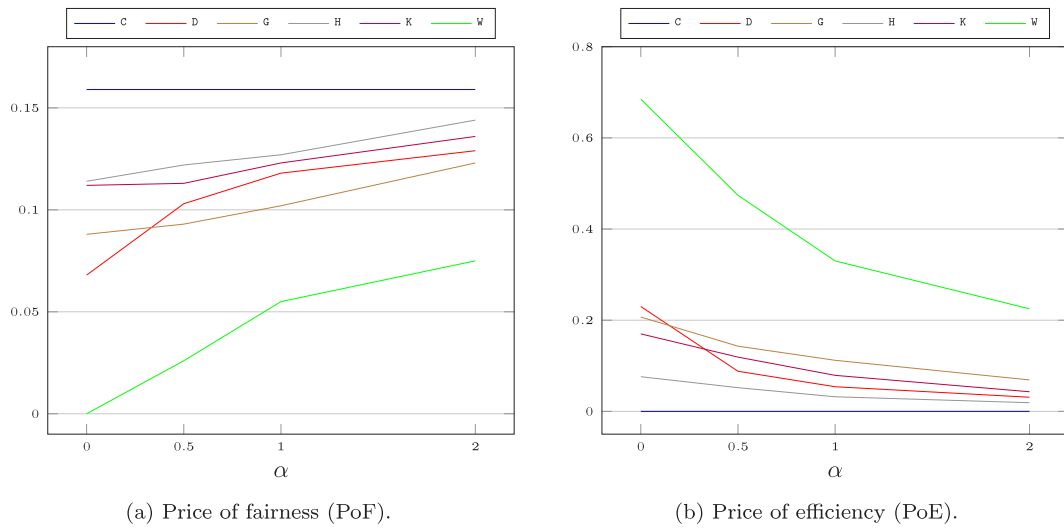 C D G H K W
0.15
0.1
0.05
0
0 0.5 1 2
α
(a) Price of fairness (PoF).
C D G H K W
0.8
0.6
0.4
0.2
0
0 0.5 1 2
α
(b) Price of efficiency (PoE).